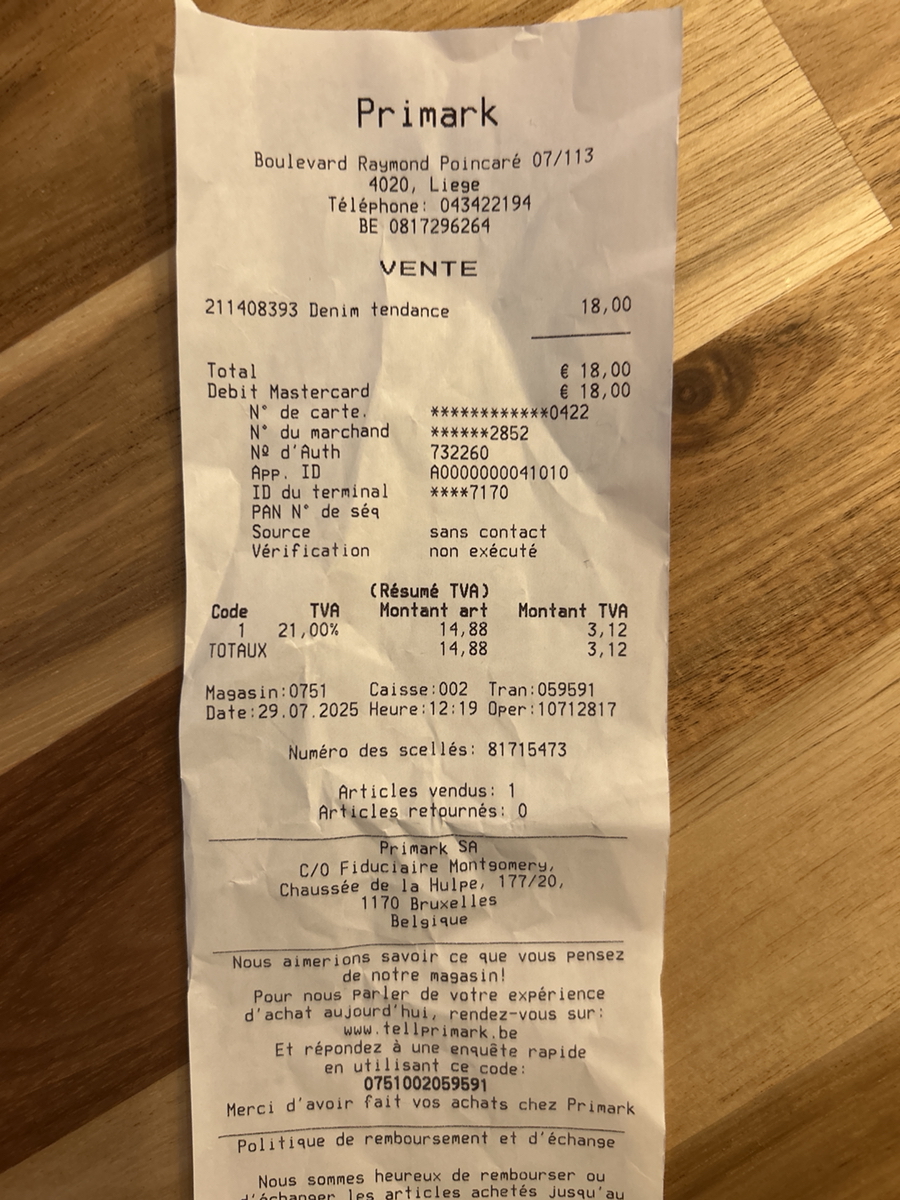 Primark
Boulevard Raymond Poincaré 07/113
4020, Liege
Téléphone: 043422194
BE 0817296264
VENTE
211408393 Denim tendance 18,00
Total € 18,00
Debit Mastercard € 18,00
N° de carte. ************0422
N° du marchand ******2852
Nº d'Auth 732260
App. ID A0000000041010
ID du terminal ****7170
PAN N° de séq
Source sans contact
Vérification non exécuté
(Résumé TVA)
Code TVA Montant art Montant TVA
1 21,00% 14,88 3,12
TOTAUX 14,88 3,12
Magasin:0751 Caisse:002 Tran:059591
Date:29.07.2025 Heure:12:19 Oper:10712817
Numéro des scellés: 81715473
Articles vendus: 1
Articles retournés: 0
Primark SA
C/O Fiduciaire Montgomery,
Chaussée de la Hulpe, 177/20,
1170 Bruxelles
Belgique
Nous aimerions savoir ce que vous pensez
de notre magasin!
Pour nous parler de votre expérience
d'achat aujourd'hui, rendez-vous sur:
www.tellprimark.be
Et répondez à une enquête rapide
en utilisant ce code:
0751002059591
Merci d'avoir fait vos achats chez Primark
Politique de remboursement et d'échange
Nous sommes heureux de rembourser ou
d'échanger les articles achetés jusqu'au